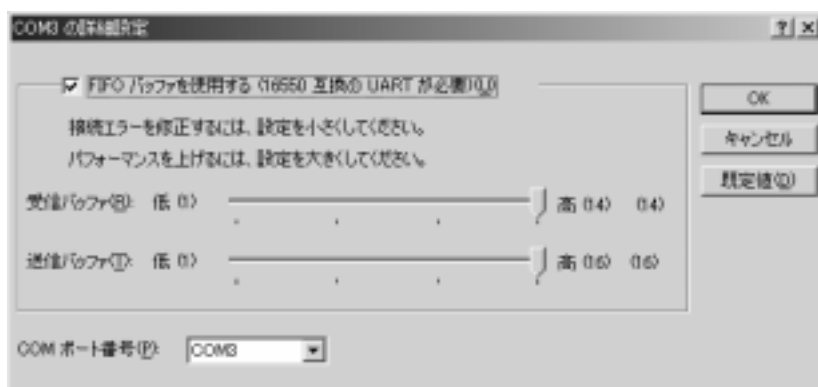 COM3 の詳細設定
FIFO バッファを使用する (16550 互換の UART が必要)(U)
OK
接続エラーを修正するには、設定を小さくしてください。
キャンセル
パフォーマンスを上げるには、設定を大きくしてください。
既定値(D)
受信バッファ(R): 低 (1) 高 (14) (14)
送信バッファ(T): 低 (1) 高 (16) (16)
COM ポート番号(P): COM3